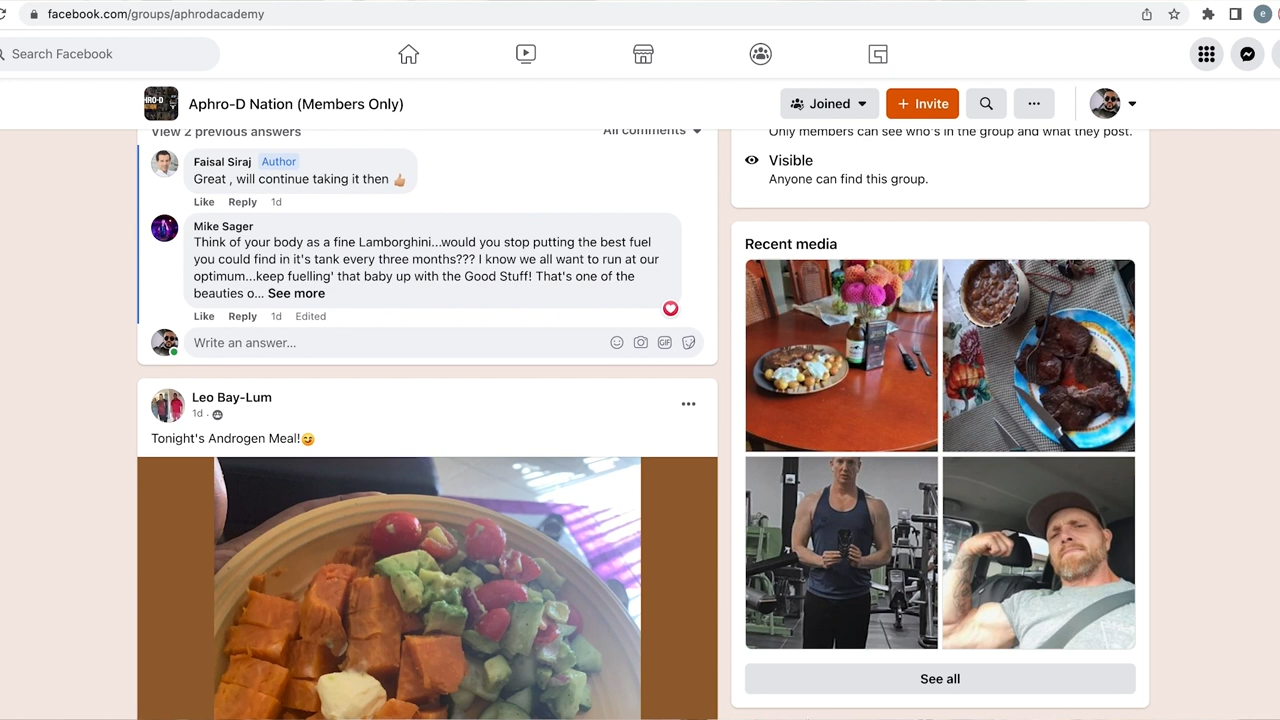 facebook.com/groups/aphrodacademy
e
Search Facebook
Aphro-D Nation (Members Only)
Joined
+ Invite
View 2 previous answers
All comments
Faisal Siraj Author
Great , will continue taking it then 👍🏼
Like Reply 1d
Mike Sager
Think of your body as a fine Lamborghini...would you stop putting the best fuel
you could find in it's tank every three months??? I know we all want to run at our
optimum...keep fuelling' that baby up with the Good Stuff! That's one of the
beauties o... See more
Like Reply 1d Edited
Write an answer...
GIF
Leo Bay-Lum
1d ·
Tonight's Androgen Meal!😋
Only members can see who's in the group and what they post.
Visible
Anyone can find this group.
Recent media
See all